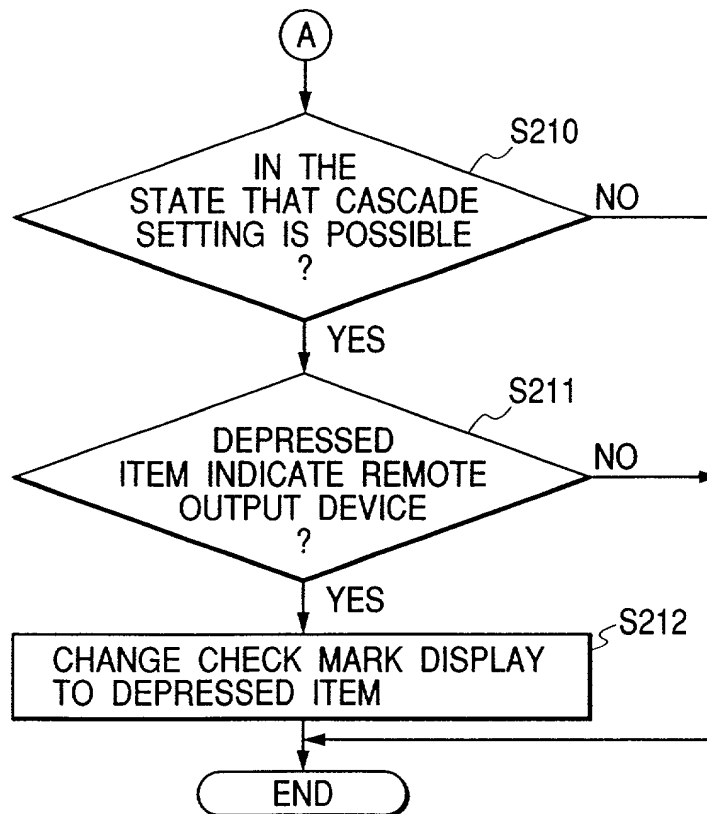 A
S210
IN THE
STATE THAT CASCADE
SETTING IS POSSIBLE
?
NO
YES
S211
DEPRESSED
ITEM INDICATE REMOTE
OUTPUT DEVICE
?
NO
YES
S212
CHANGE CHECK MARK DISPLAY
TO DEPRESSED ITEM
END